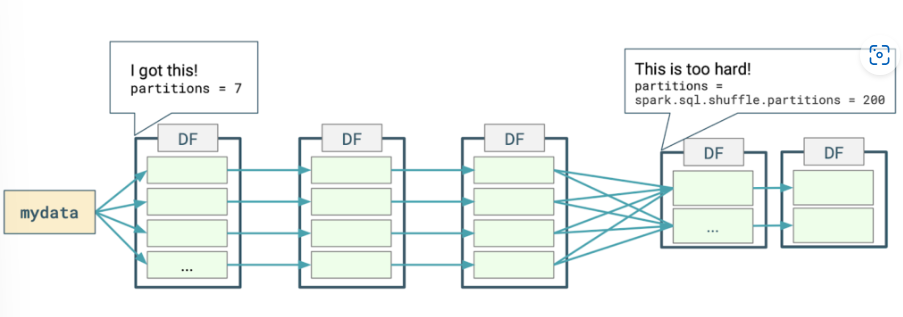 I got this!
partitions = 7
This is too hard!
partitions =
spark.sql.shuffle.partitions = 200
DF
DF
DF
DF
DF
mydata
...
...